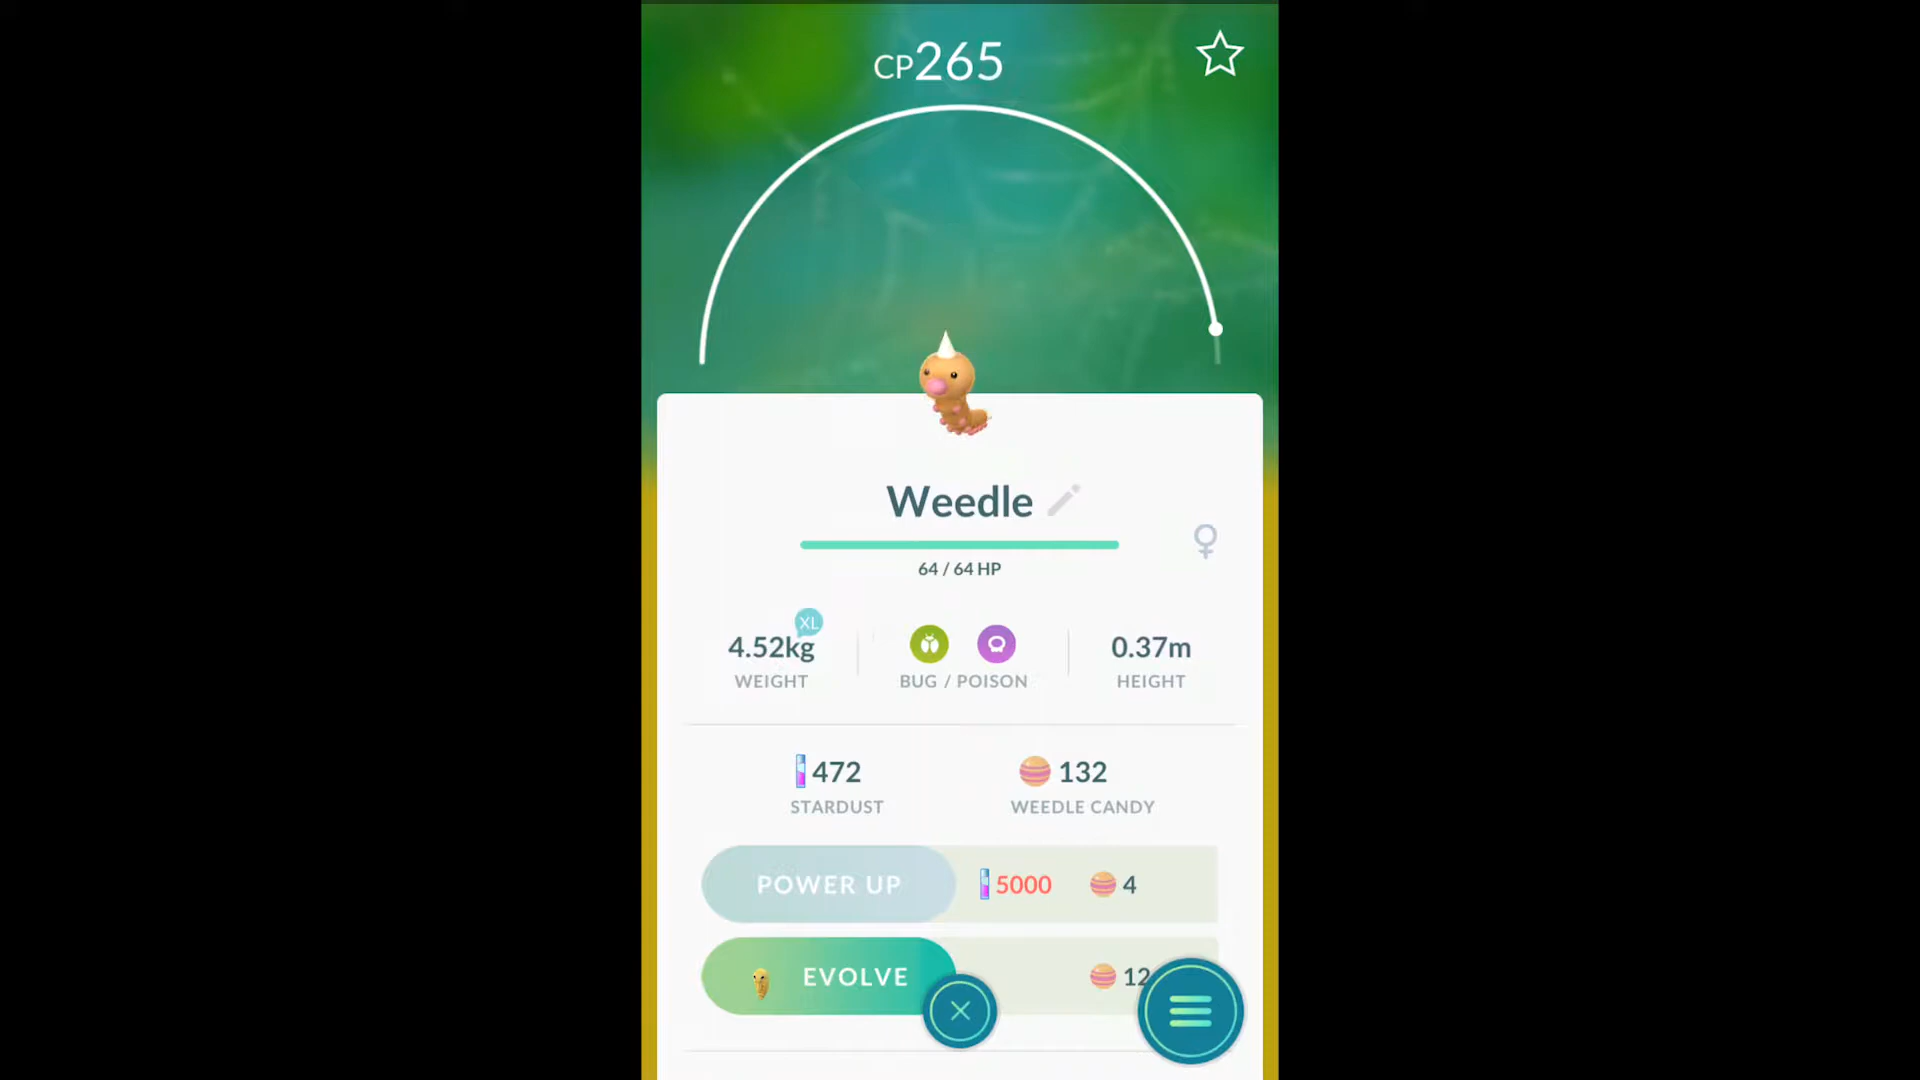 CP265
Weedle
64 / 64 HP
XL
4.52kg
WEIGHT
BUG / POISON
0.37m
HEIGHT
472
STARDUST
132
WEEDLE CANDY
POWER UP 5000 4
EVOLVE 12